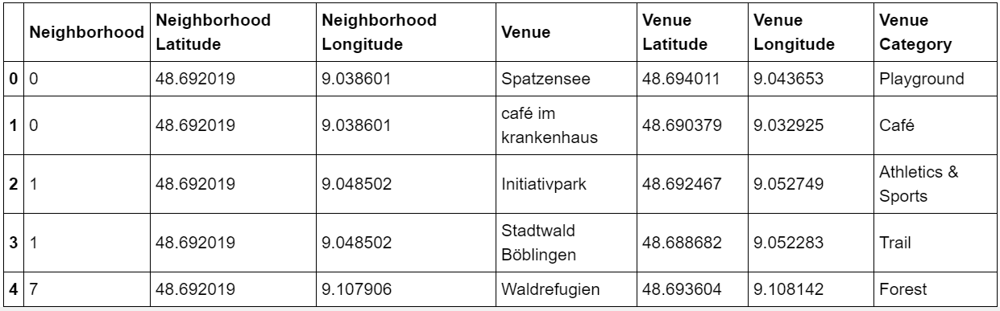 Neighborhood Neighborhood Latitude Neighborhood Longitude Venue Venue Latitude Venue Longitude Venue Category
0 0 48.692019 9.038601 Spatzensee 48.694011 9.043653 Playground
1 0 48.692019 9.038601 café im krankenhaus 48.690379 9.032925 Café
2 1 48.692019 9.048502 Initiativpark 48.692467 9.052749 Athletics & Sports
3 1 48.692019 9.048502 Stadtwald Böblingen 48.688682 9.052283 Trail
4 7 48.692019 9.107906 Waldrefugien 48.693604 9.108142 Forest